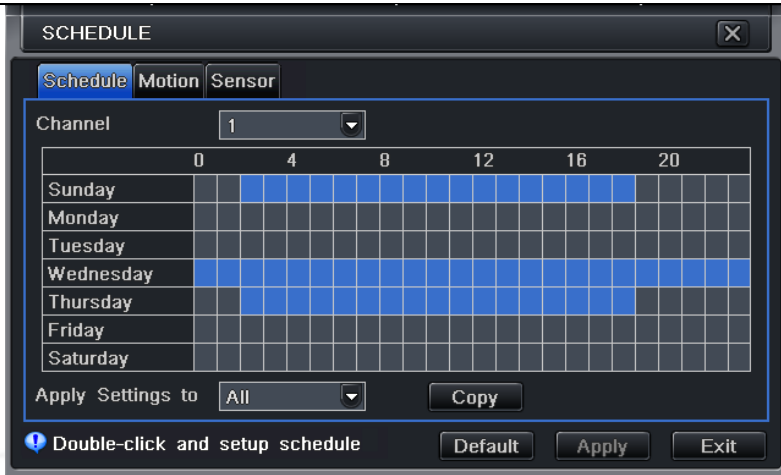 SCHEDULE
Schedule Motion Sensor
Channel 1
0 4 8 12 16 20
Sunday
Monday
Tuesday
Wednesday
Thursday
Friday
Saturday
Apply Settings to All Copy
Double-click and setup schedule Default Apply Exit